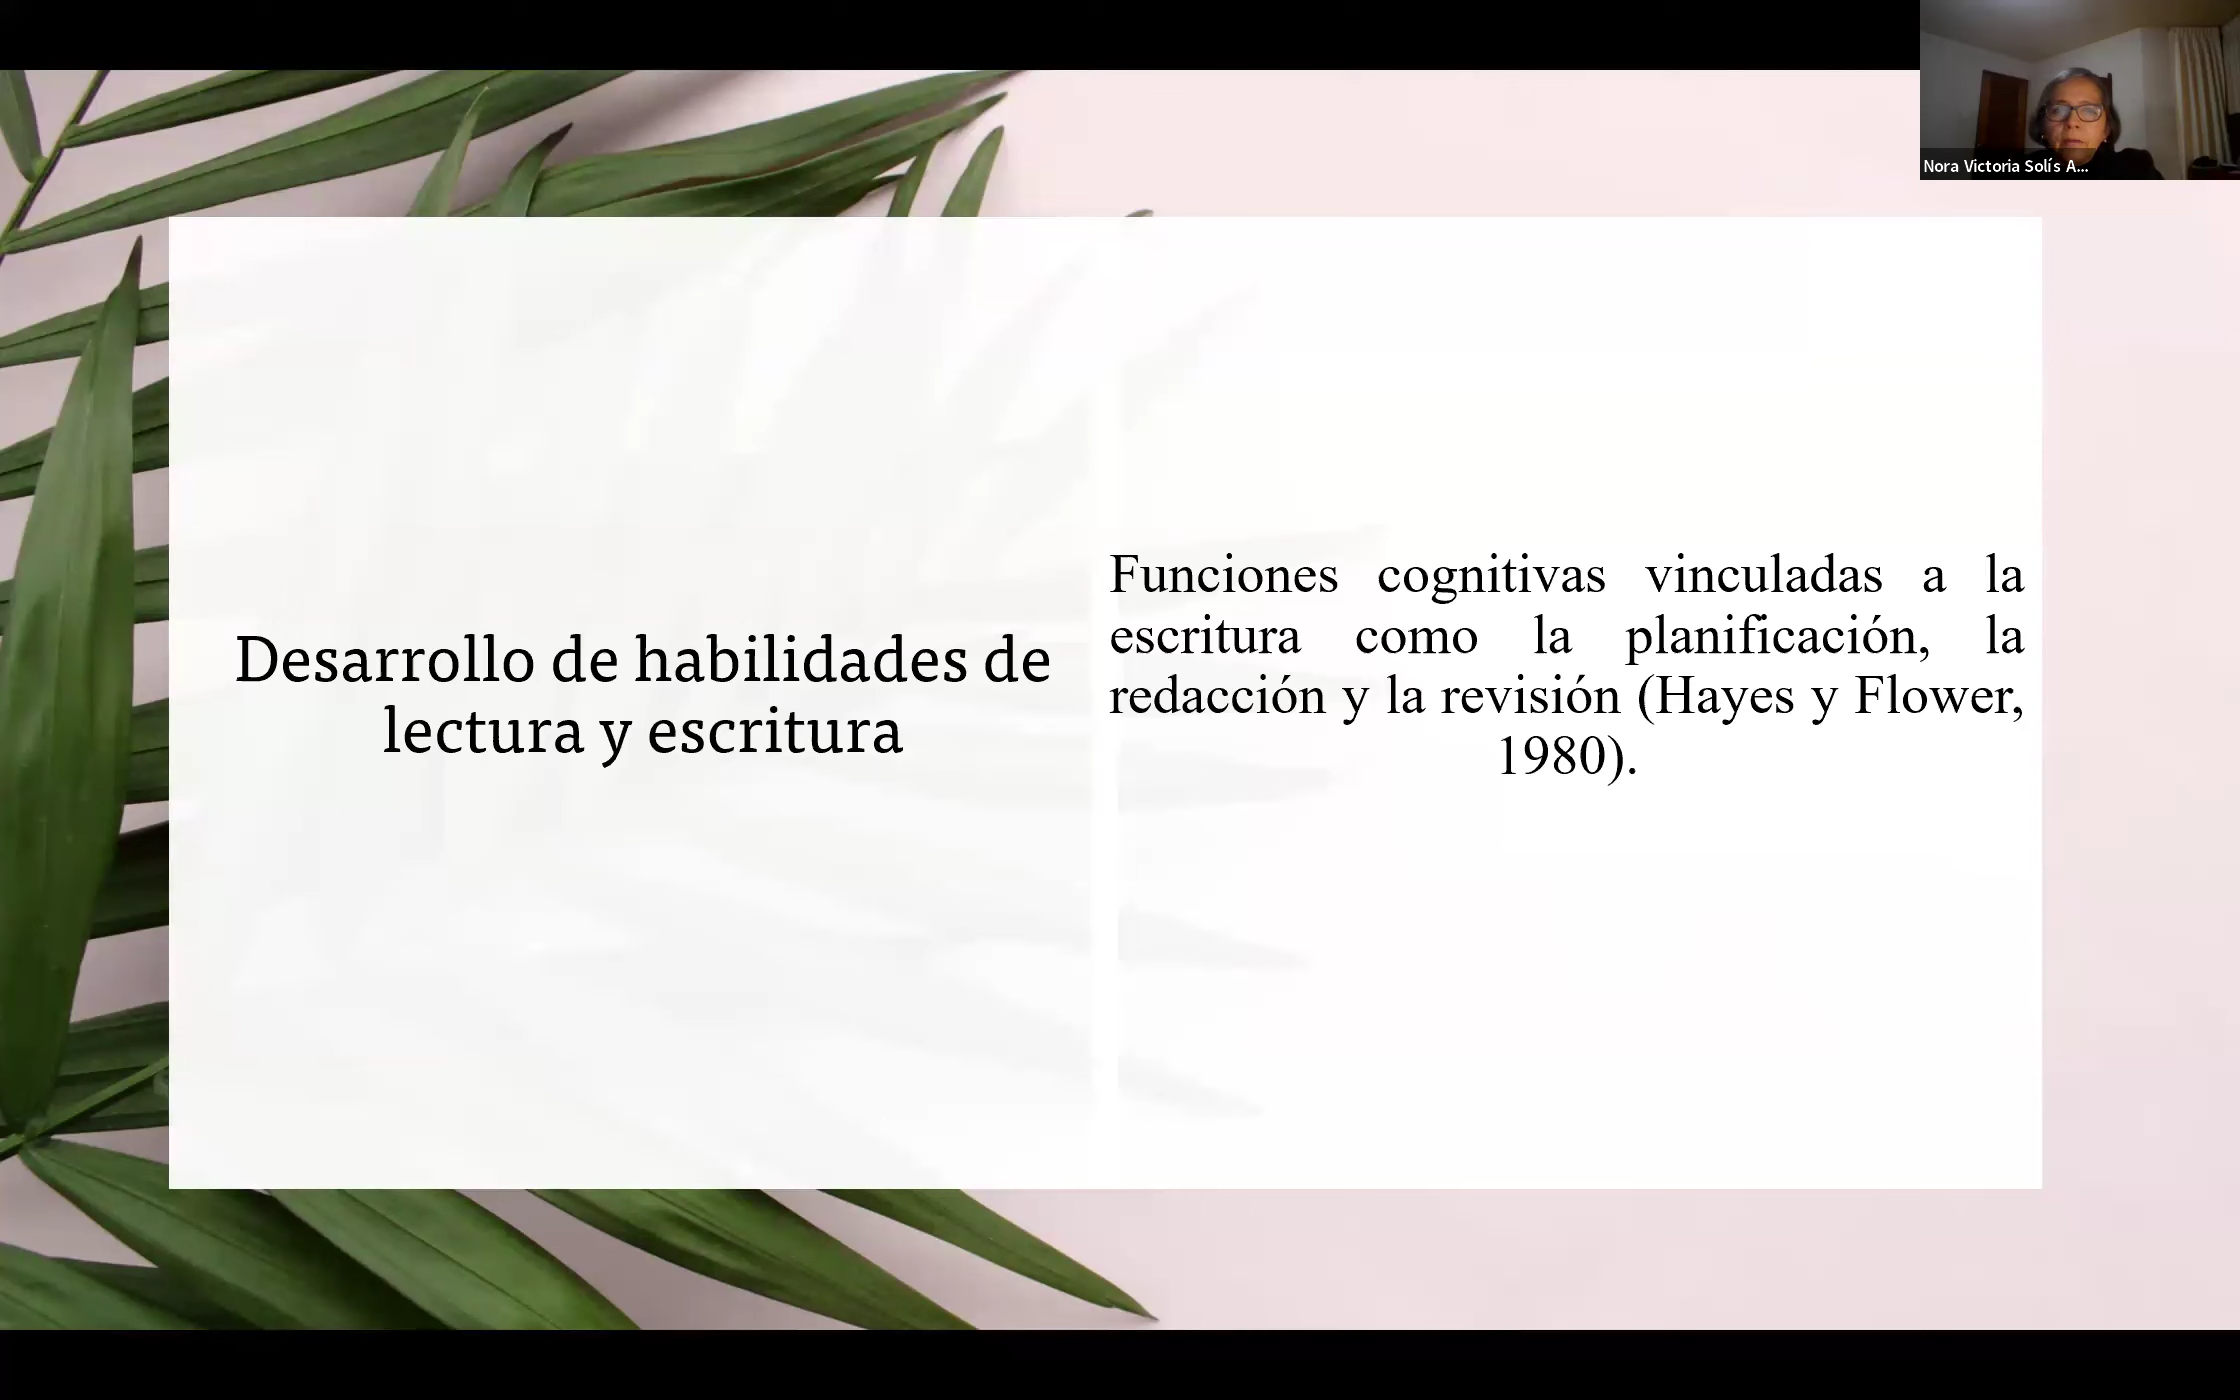 Nora Victoria Solís A...
Desarrollo de habilidades de
lectura y escritura
Funciones cognitivas vinculadas a la
escritura como la planificación, la
redacción y la revisión (Hayes y Flower,
1980).